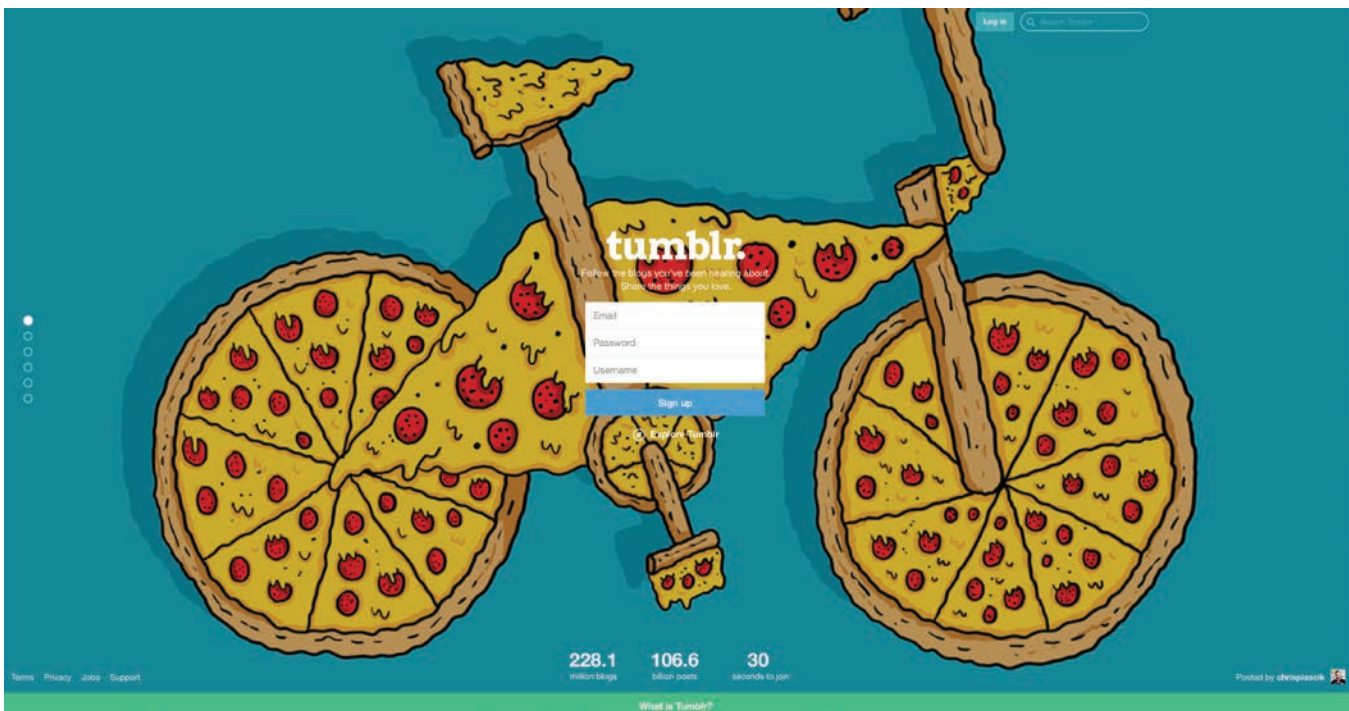 Log in
Search Tumblr
tumblr.
Follow the blogs you've been hearing about.
Share the things you love.
Email
Password
Username
Sign up
Explore Tumblr
228.1 106.6 30
million blogs billion posts seconds to join
Terms Privacy Jobs Support
Posted by chrispiascik
What is Tumblr?